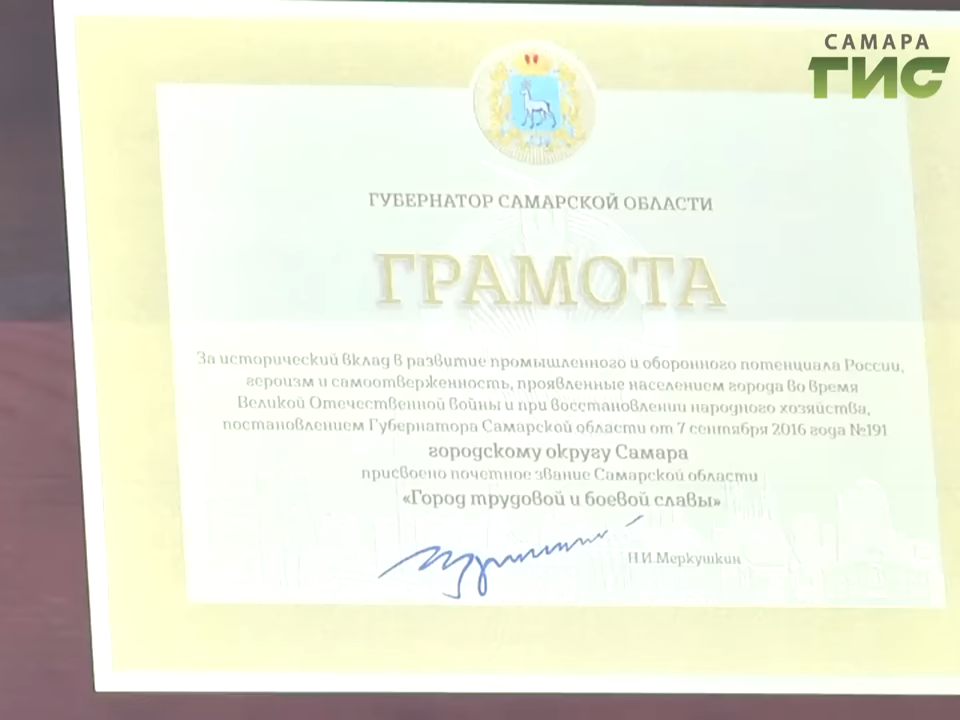 САМАРА
ГИС
ГУБЕРНАТОР САМАРСКОЙ ОБЛАСТИ
ГРАМОТА
За исторический вклад в развитие промышленного и оборонного потенциала России,
героизм и самоотверженность, проявленные населением города во время
Великой Отечественной войны и при восстановлении народного хозяйства,
постановлением Губернатора Самарской области от 7 сентября 2016 года №191
городскому округу Самара
присвоено почетное звание Самарской области
«Город трудовой и боевой славы»
Н.И.Меркушкин